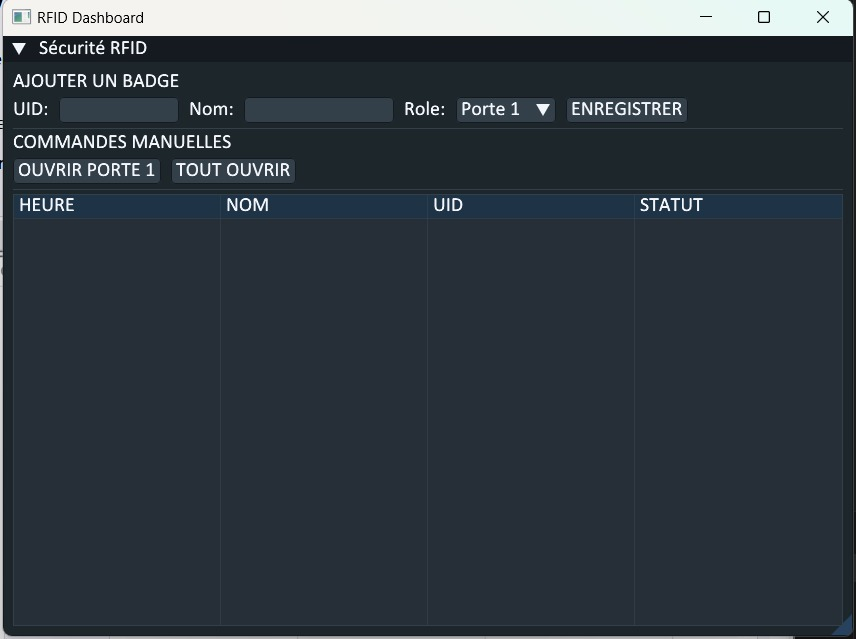 RFID Dashboard
Sécurité RFID
AJOUTER UN BADGE
UID: Nom: Role: Porte 1 ENREGISTRER
COMMANDES MANUELLES
OUVRIR PORTE 1 TOUT OUVRIR
HEURE NOM UID STATUT